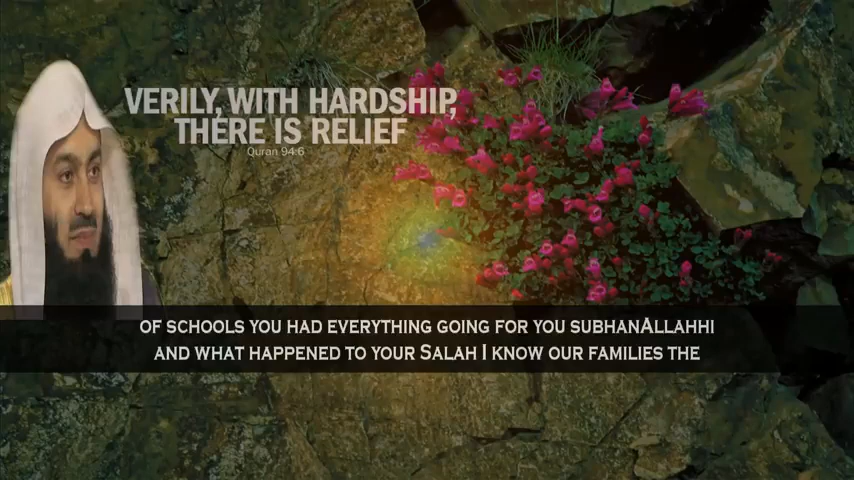 VERILY, WITH HARDSHIP,
THERE IS RELIEF
Quran 94:6
OF SCHOOLS YOU HAD EVERYTHING GOING FOR YOU SUBHANALLAHHI
AND WHAT HAPPENED TO YOUR SALAH I KNOW OUR FAMILIES THE